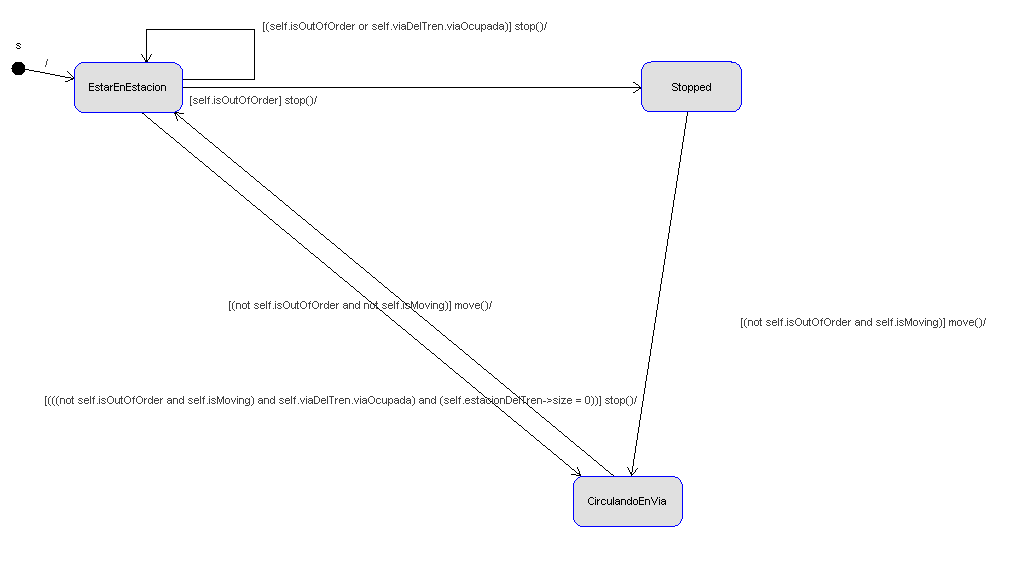 [(self.isOutOfOrder or self.viaDelTren.viaOcupada)] stop()/
s
/
EstarEnEstacion
Stopped
[self.isOutOfOrder] stop()/
[(not self.isOutOfOrder and not self.isMoving)] move()/
[(not self.isOutOfOrder and self.isMoving)] move()/
[(((not self.isOutOfOrder and self.isMoving) and self.viaDelTren.viaOcupada) and (self.estacionDelTren->size = 0))] stop()/
CirculandoEnVia